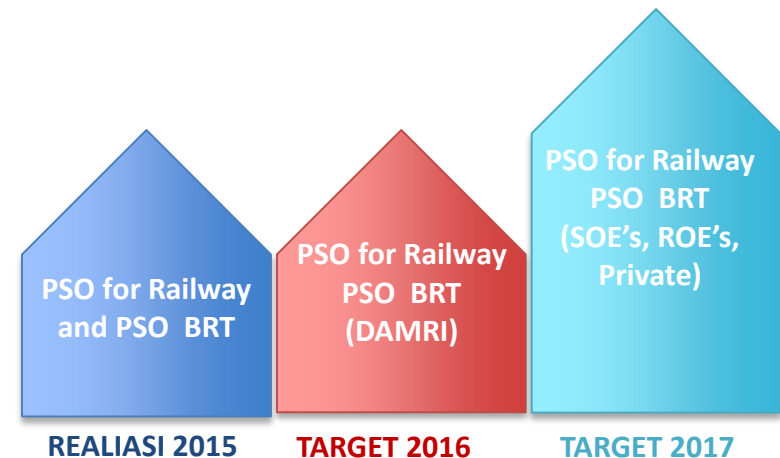 PSO for Railway
and PSO BRT
PSO for Railway
PSO BRT
(DAMRI)
PSO for Railway
PSO BRT
(SOE's, ROE's,
Private)
REALIASI 2015
TARGET 2016
TARGET 2017